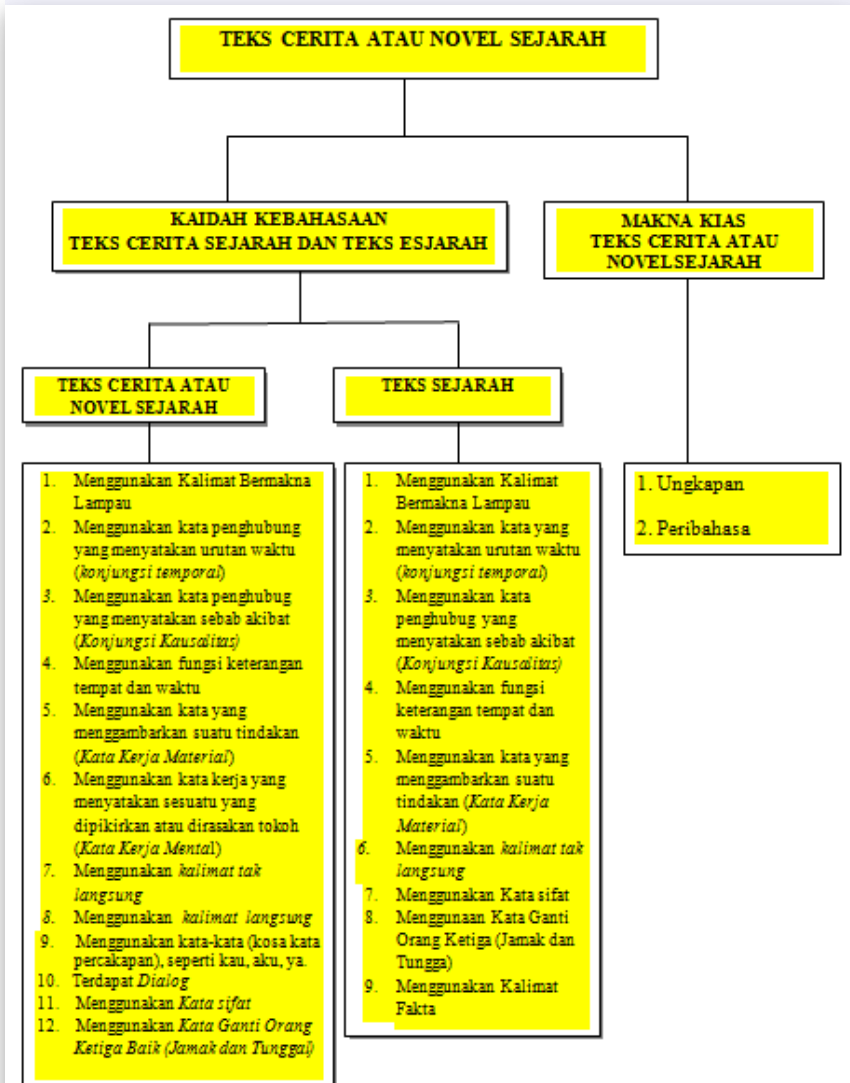 TEKS CERITA ATAU NOVEL SEJARAH
KAIDAH KEBAHASAAN
TEKS CERITA SEJARAH DAN TEKS ESJARAH
MAKNA KIAS
TEKS CERITA ATAU
NOVEL SEJARAH
TEKS CERITA ATAU
NOVEL SEJARAH
TEKS SEJARAH
1. Menggunakan Kalimat Bermakna
Lampau
2. Menggunakan kata penghubung
yang menyatakan urutan waktu
(konjungsi temporal)
3. Menggunakan kata penghubug
yang menyatakan sebab akibat
(Konjungsi Kausalitas)
4. Menggunakan fungsi keterangan
tempat dan waktu
5. Menggunakan kata yang
menggambarkan suatu tindakan
(Kata Kerja Material)
6. Menggunakan kata kerja yang
menyatakan sesuatu yang
dipikirkan atau dirasakan tokoh
(Kata Kerja Mental)
7. Menggunakan kalimat tak
langsung
8. Menggunakan kalimat langsung
9. Menggunakan kata-kata (kosa kata
percakapan), seperti kau, aku, ya.
10. Terdapat Dialog
11. Menggunakan Kata sifat
12. Menggunakan Kata Ganti Orang
Ketiga Baik (Jamak dan Tunggal)
1. Menggunakan Kalimat
Bermakna Lampau
2. Menggunakan kata yang
menyatakan urutan waktu
(konjungsi temporal)
3. Menggunakan kata
penghubug yang
menyatakan sebab akibat
(Konjungsi Kausalitas)
4. Menggunakan fungsi
keterangan tempat dan
waktu
5. Menggunakan kata yang
menggambarkan suatu
tindakan (Kata Kerja
Material)
6. Menggunakan kalimat tak
langsung
7. Menggunakan Kata sifat
8. Menggunaan Kata Ganti
Orang Ketiga (Jamak dan
Tungga)
9. Menggunakan Kalimat
Fakta
1. Ungkapan
2. Peribahasa